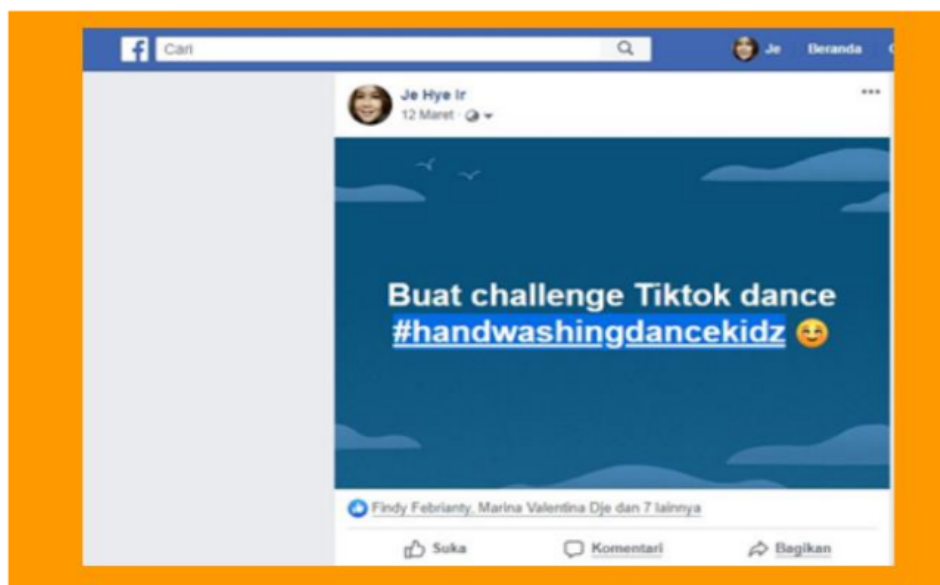 f Cari Je Beranda
Je Hye Ir
12 Maret
Buat challenge Tiktok dance
#handwashingdancekidz
Findy Febrianty, Marina Valentina Dje dan 7 lainnya
Suka Komentari Bagikan